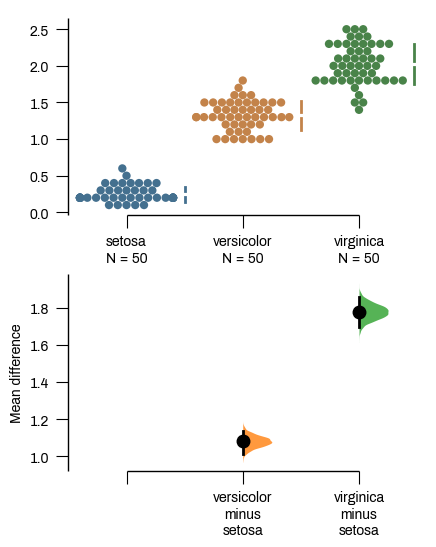 2.5
2.0
1.5
1.0
0.5
0.0
setosa versicolor virginica
N = 50 N = 50 N = 50
Mean difference
1.8
1.6
1.4
1.2
1.0
versicolor virginica
minus minus
setosa setosa